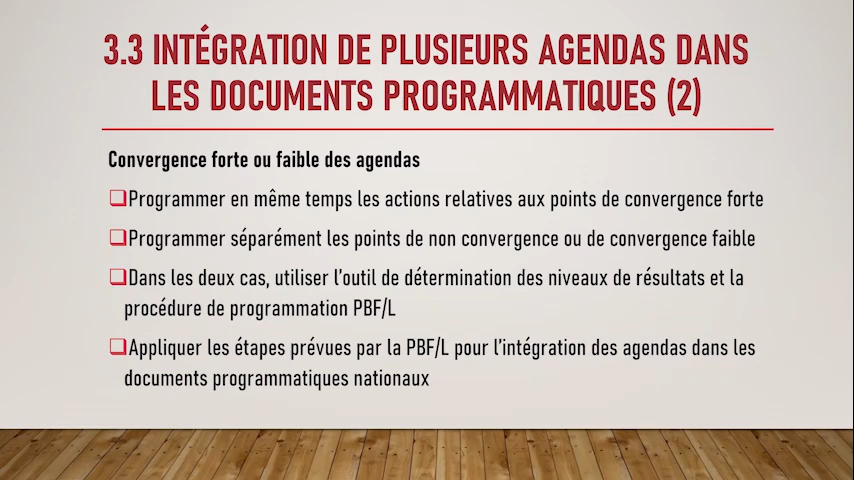 3.3 INTÉGRATION DE PLUSIEURS AGENDAS DANS
LES DOCUMENTS PROGRAMMATIQUES (2)
Convergence forte ou faible des agendas
❑Programmer en même temps les actions relatives aux points de convergence forte
❑Programmer séparément les points de non convergence ou de convergence faible
❑Dans les deux cas, utiliser l'outil de détermination des niveaux de résultats et la
procédure de programmation PBF/L
❑Appliquer les étapes prévues par la PBF/L pour l'intégration des agendas dans les
documents programmatiques nationaux